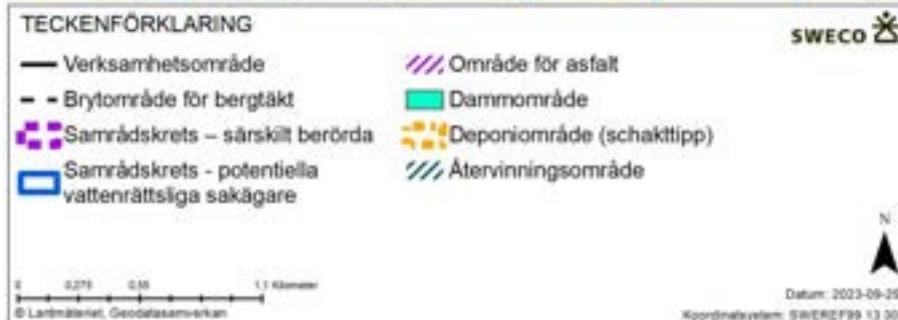 TECKENFÖRKLARING
SWECO
Verksamhetsområde
Brytområde för bergtäkt
Samrådskrets – särskilt berörda
Samrådskrets - potentiella
vattenrättsliga sakägare
Område för asfalt
Dammområde
Deponiområde (schakttipp)
Återvinningsområde
N
0 0,275 0,55 1,1 Kilometer
© Lantmäteriet, Geodatasamverkan
Datum: 2023-09-29
Koordinatsystem: SWEREF99 13 30